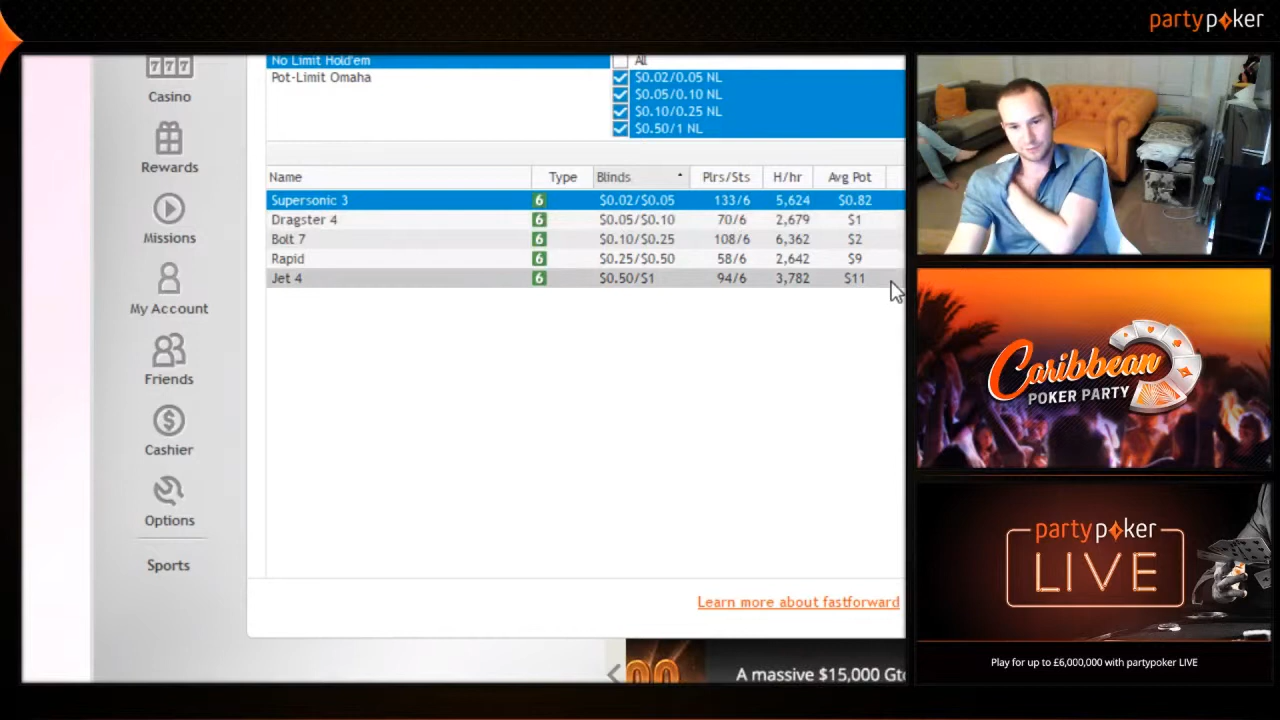 partypoker
777
Casino
Rewards
Missions
My Account
Friends
Cashier
Options
Sports
No Limit Hold'em
Pot-Limit Omaha
All
$0.02/0.05 NL
$0.05/0.10 NL
$0.10/0.25 NL
$0.50/1 NL
Name Type Blinds Plrs/Sts H/hr Avg Pot
Supersonic 3 6 $0.02/$0.05 133/6 5,624 $0.82
Dragster 4 6 $0.05/$0.10 70/6 2,679 $1
Bolt 7 6 $0.10/$0.25 108/6 6,362 $2
Rapid 6 $0.25/$0.50 58/6 2,642 $9
Jet 4 6 $0.50/$1 94/6 3,782 $11
Learn more about fastforward
A massive $15,000 Gt
Caribbean
POKER PARTY
partypoker
LIVE
Play for up to £6,000,000 with partypoker LIVE